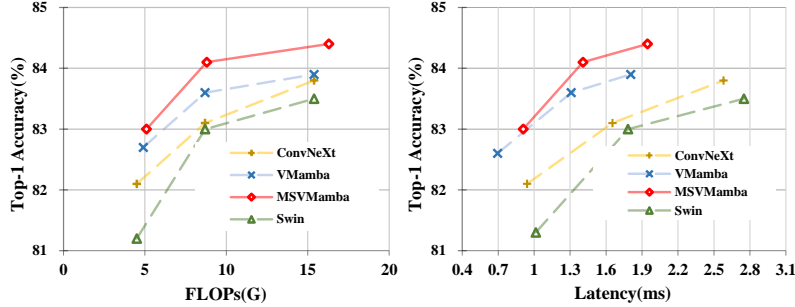 85
84
83
82
81
Top-1 Accuracy(%)
0
5
10
15
20
FLOPs(G)
ConvNeXt
VMamba
MSVMamba
Swin
85
84
83
82
81
Top-1 Accuracy(%)
0.4
0.7
1
1.3
1.6
1.9
2.2
2.5
2.8
3.1
Latency(ms)
ConvNeXt
VMamba
MSVMamba
Swin